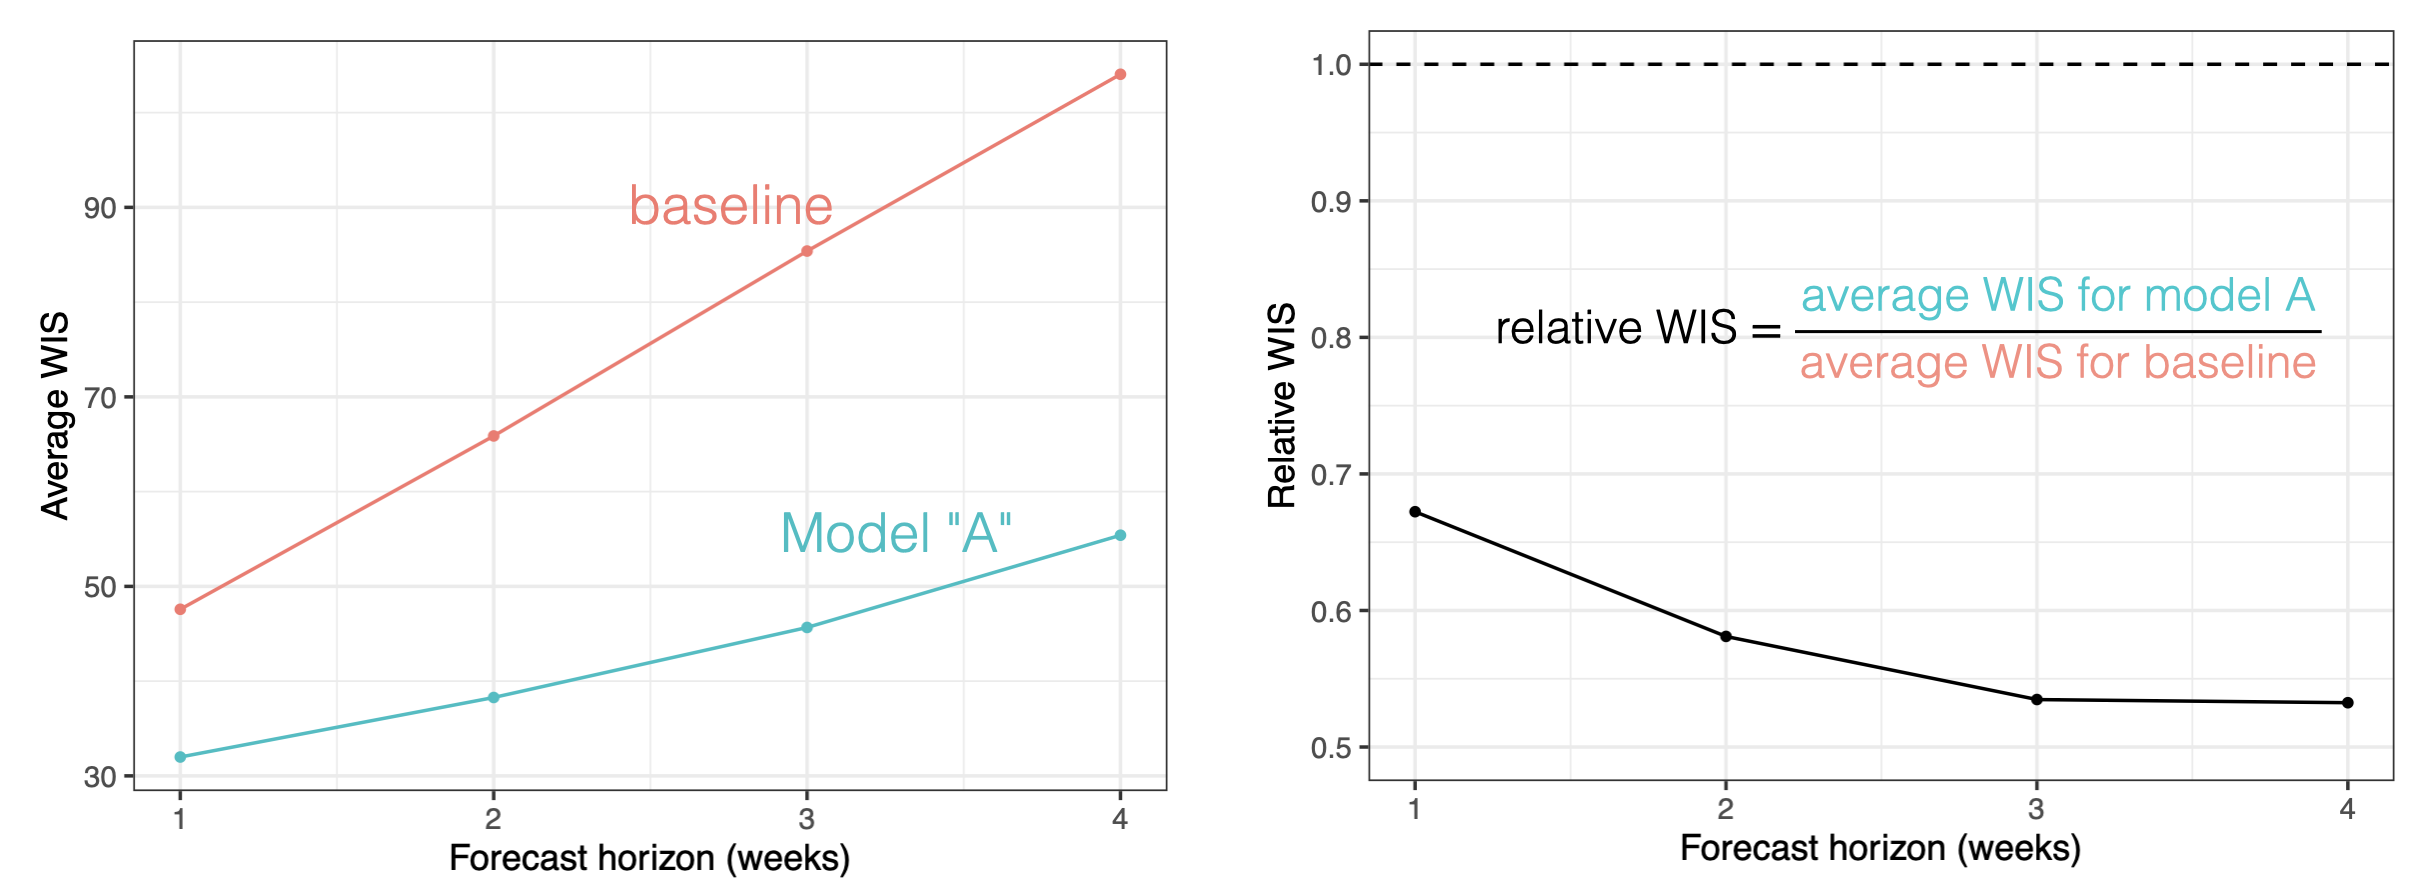 Average WIS
90
70
50
30
baseline
Model "A"
1 2 3 4
Forecast horizon (weeks)
Relative WIS
1.0
0.9
0.8
0.7
0.6
0.5
relative WIS =
average WIS for model A
average WIS for baseline
1 2 3 4
Forecast horizon (weeks)